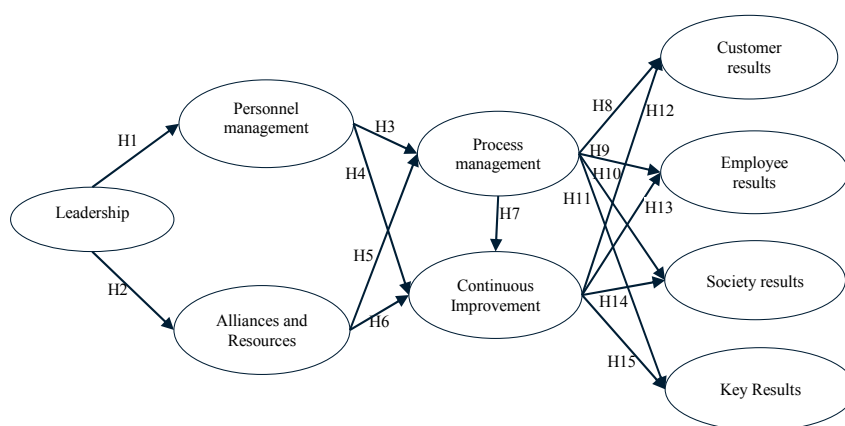 Customer
results
H8
H12
Personnel
management
H3
Process
management
H1
H9
H10
Employee
results
H4
H11
H13
Leadership
H7
H5
H2
Continuous
Improvement
Society results
H14
Alliances and
Resources
H6
H15
Key Results